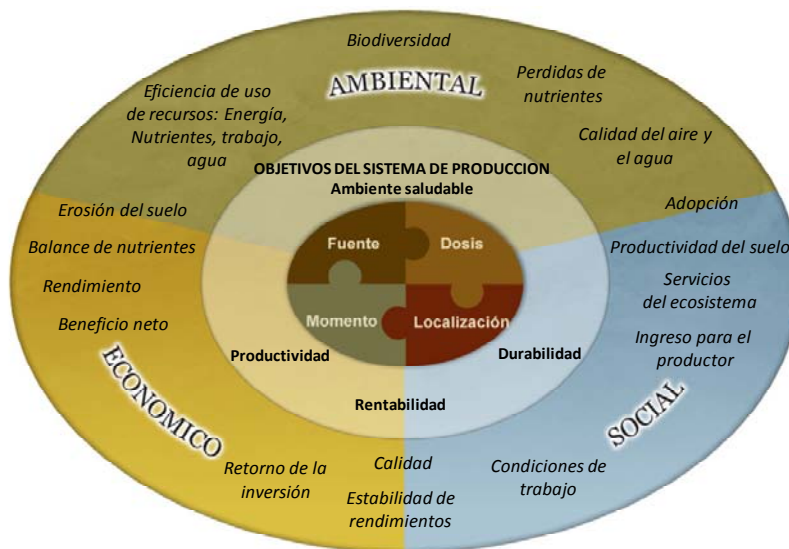 Biodiversidad
AMBIENTAL
Perdidas de
nutrientes
Eficiencia de uso
de recursos: Energía,
Nutrientes, trabajo,
agua
Calidad del aire y
el agua
OBJETIVOS DEL SISTEMA DE PRODUCCION
Ambiente saludable
Erosión del suelo
Adopción
Balance de nutrientes
Fuente
Dosis
Productividad del suelo
Rendimiento
Servicios
del ecosistema
Beneficio neto
Momento
Localización
Ingreso para el
productor
Productividad
Durabilidad
ECONOMICO
Rentabilidad
SOCIAL
Retorno de la
inversión
Calidad
Condiciones de
trabajo
Estabilidad de
rendimientos